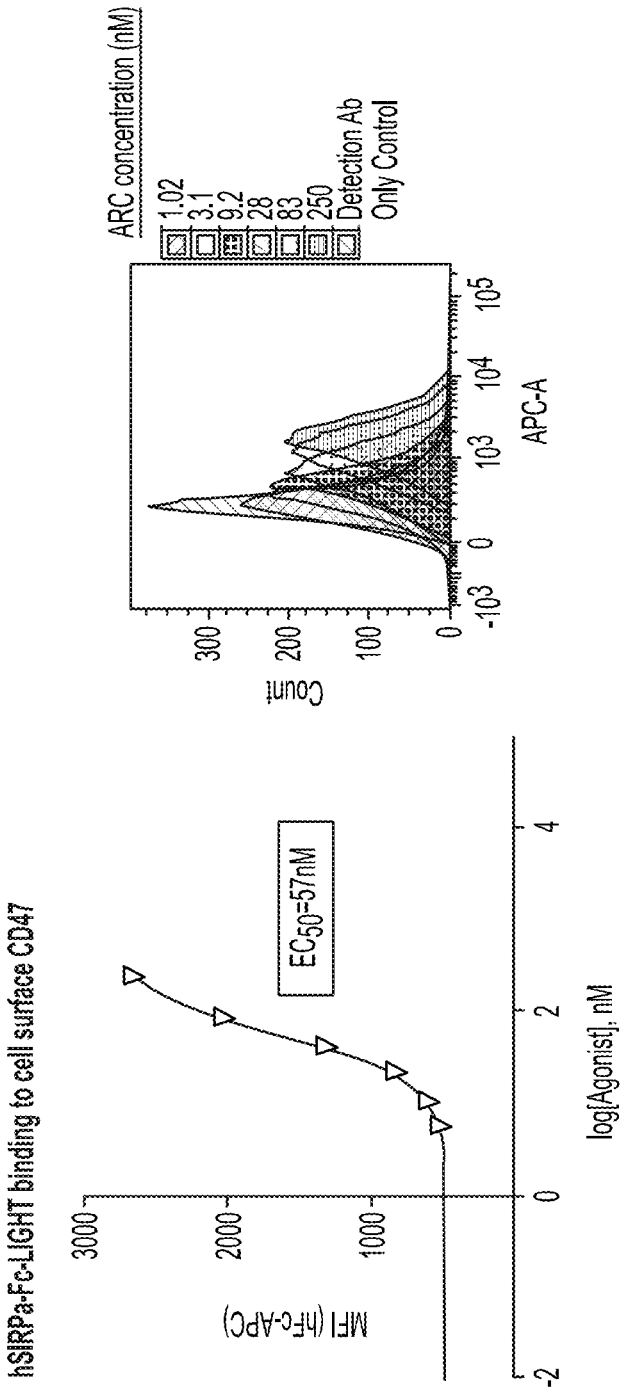 hSIRPa-Fc-LIGHT binding to cell surface CD47
3000
2000
1000
MFI (hFc-APC)
EC50=57nM
-2
0
2
4
log[Agonist], nM
300
200
100
0
Count
-10³
0
10³
10⁴
10⁵
APC-A
ARC concentration (nM)
1.02
3.1
9.2
28
83
250
Detection Ab
Only Control